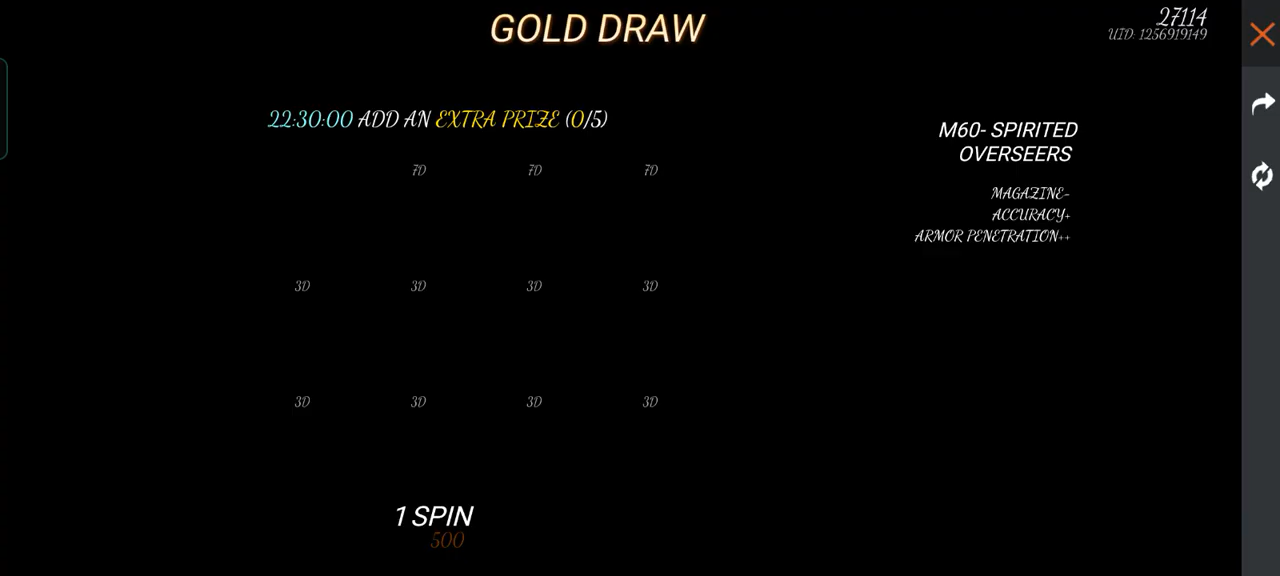 GOLD DRAW
27114
UID: 1256919149
22:30:00 ADD AN EXTRA PRIZE (0/5)
M60- SPIRITED
OVERSEERS
7D 7D 7D
MAGAZINE-
ACCURACY+
ARMOR PENETRATION++
3D 3D 3D 3D
3D 3D 3D 3D
1 SPIN
500